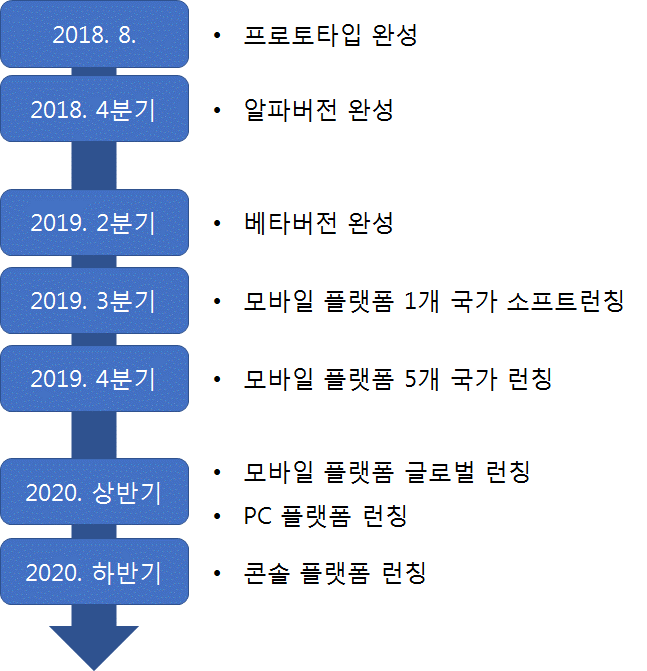 2018. 8.
• 프로토타입 완성
2018. 4분기
• 알파버전 완성
2019. 2분기
• 베타버전 완성
2019. 3분기
• 모바일 플랫폼 1개 국가 소프트런칭
2019. 4분기
• 모바일 플랫폼 5개 국가 런칭
2020. 상반기
• 모바일 플랫폼 글로벌 런칭
• PC 플랫폼 런칭
2020. 하반기
• 콘솔 플랫폼 런칭